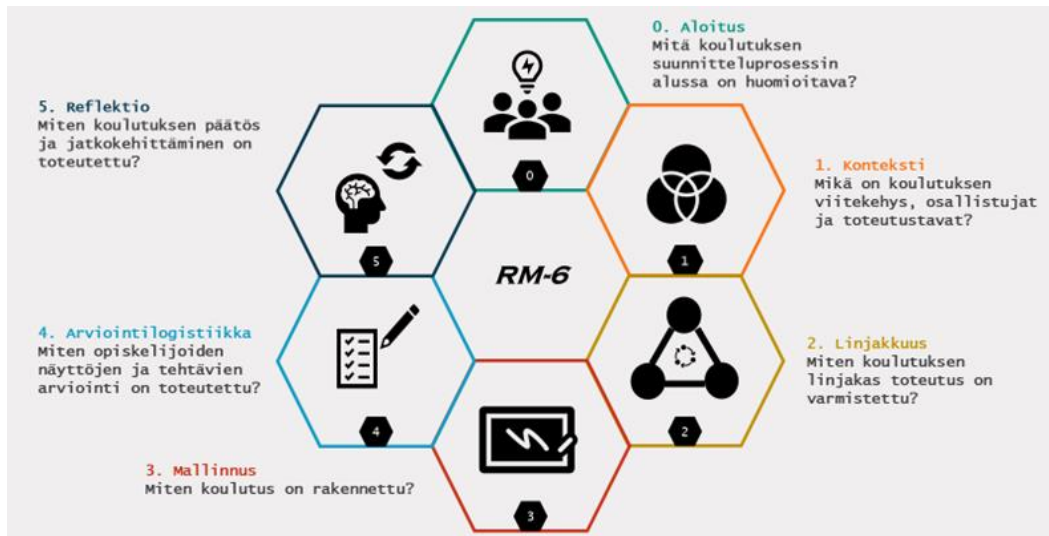 0. Aloitus
Mitä koulutuksen
suunnitteluprosessin
alussa on huomioitava?
1. Konteksti
Mikä on koulutuksen
viitekehys, osallistujat
ja toteutustavat?
2. Linjakkuus
Miten koulutuksen
linjakas toteutus on
varmistettu?
3. Mallinnus
Miten koulutus on rakennettu?
4. Arviointilogistiikka
Miten opiskelijoiden
näyttöjen ja tehtävien
arviointi on toteutettu?
5. Reflektio
Miten koulutuksen päätös
ja jatkokehittäminen on
toteutettu?
RM-6
0
1
2
3
4
5